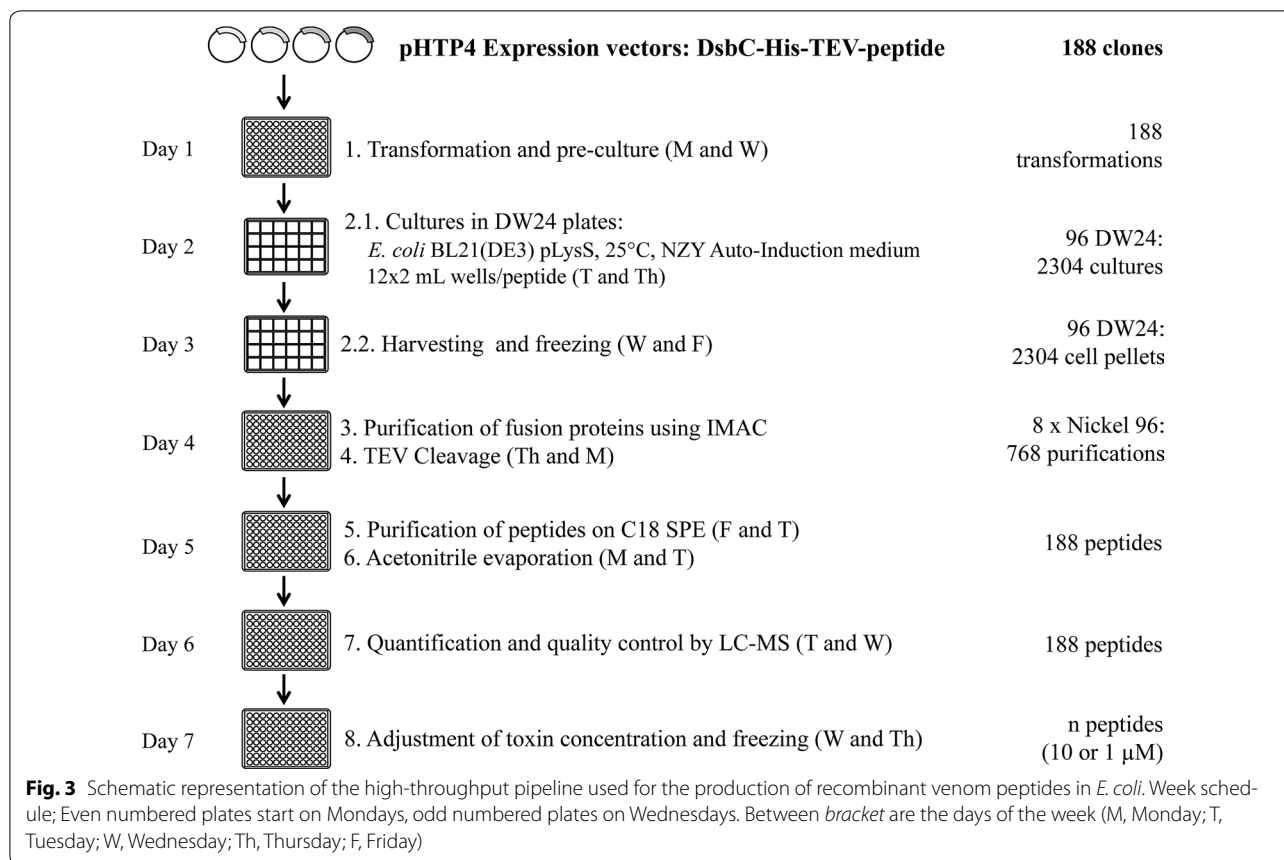 pHTP4 Expression vectors: DsbC-His-TEV-peptide
188 clones
Day 1
1. Transformation and pre-culture (M and W)
188
transformations
Day 2
2.1. Cultures in DW24 plates:
E. coli BL21(DE3) pLysS, 25°C, NZY Auto-Induction medium
12x2 mL wells/peptide (T and Th)
96 DW24:
2304 cultures
Day 3
2.2. Harvesting and freezing (W and F)
96 DW24:
2304 cell pellets
Day 4
3. Purification of fusion proteins using IMAC
4. TEV Cleavage (Th and M)
8 x Nickel 96:
768 purifications
Day 5
5. Purification of peptides on C18 SPE (F and T)
6. Acetonitrile evaporation (M and T)
188 peptides
Day 6
7. Quantification and quality control by LC-MS (T and W)
188 peptides
Day 7
8. Adjustment of toxin concentration and freezing (W and Th)
n peptides
(10 or 1 µM)
Fig. 3 Schematic representation of the high-throughput pipeline used for the production of recombinant venom peptides in E. coli. Week sched-
ule; Even numbered plates start on Mondays, odd numbered plates on Wednesdays. Between bracket are the days of the week (M, Monday; T,
Tuesday; W, Wednesday; Th, Thursday; F, Friday)